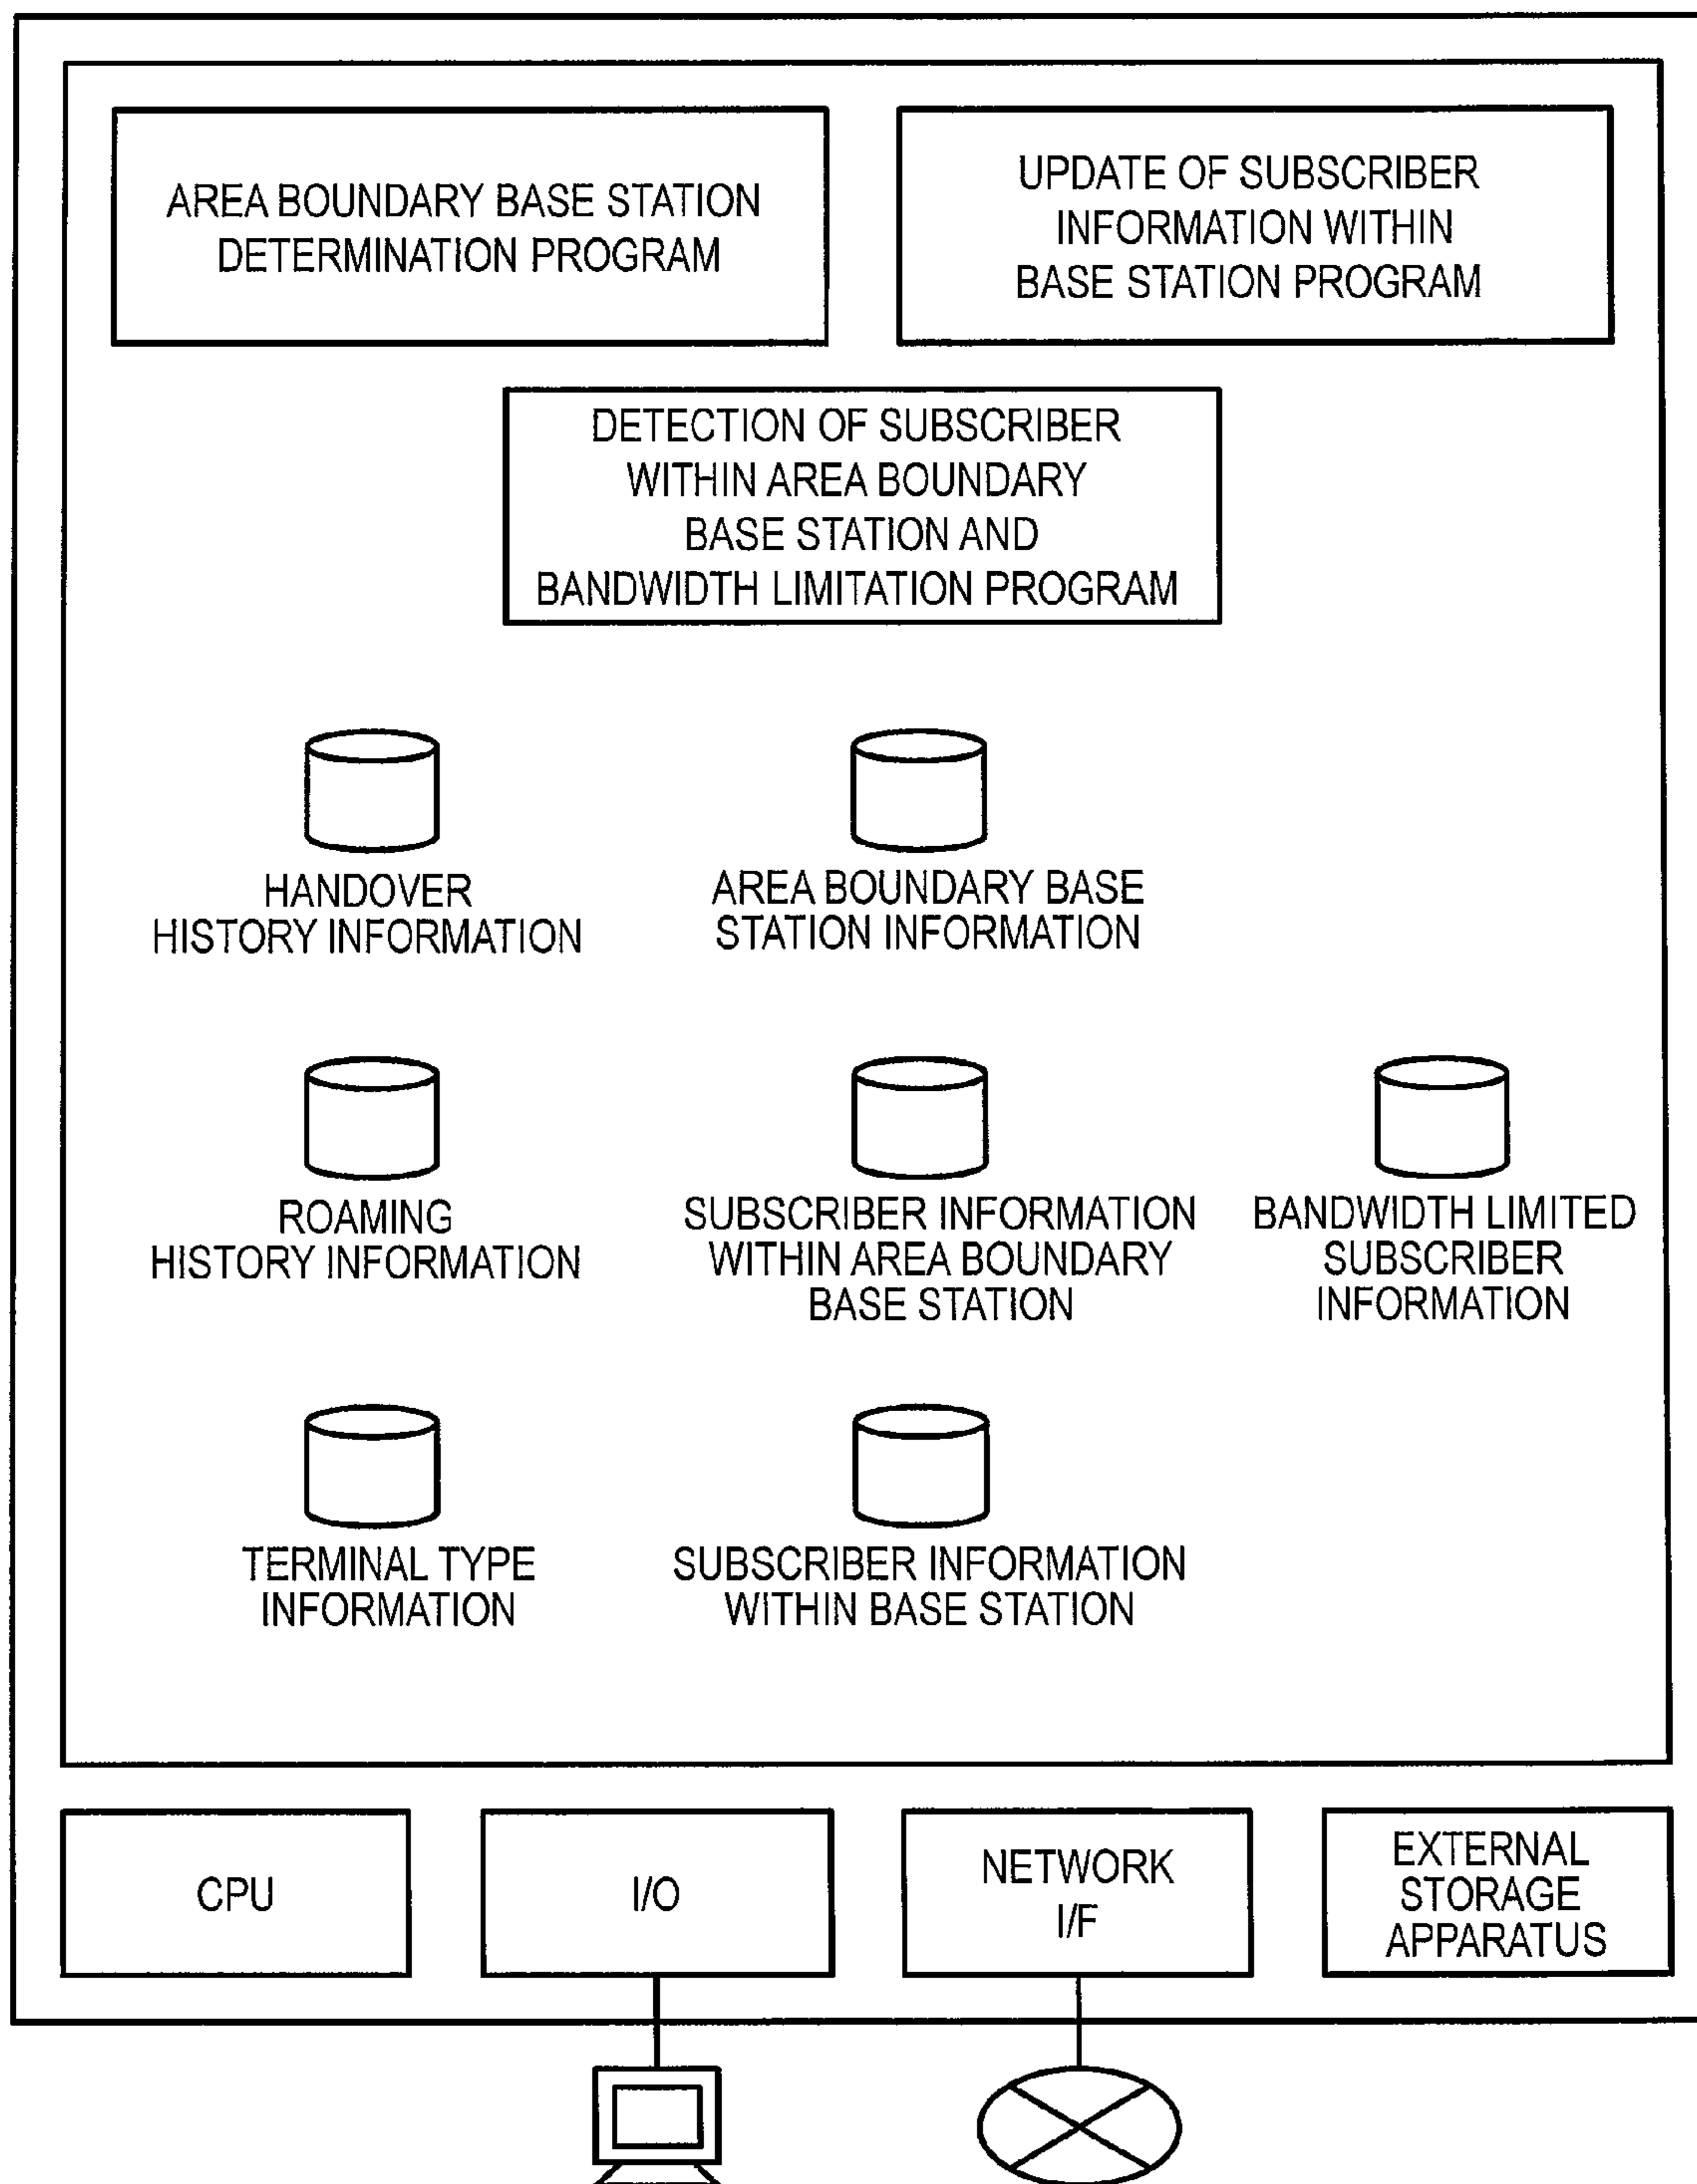 AREA BOUNDARY BASE STATION
DETERMINATION PROGRAM
UPDATE OF SUBSCRIBER
INFORMATION WITHIN
BASE STATION PROGRAM
DETECTION OF SUBSCRIBER
WITHIN AREA BOUNDARY
BASE STATION AND
BANDWIDTH LIMITATION PROGRAM
HANDOVER
HISTORY INFORMATION
AREA BOUNDARY BASE
STATION INFORMATION
ROAMING
HISTORY INFORMATION
SUBSCRIBER INFORMATION
WITHIN AREA BOUNDARY
BASE STATION
BANDWIDTH LIMITED
SUBSCRIBER
INFORMATION
TERMINAL TYPE
INFORMATION
SUBSCRIBER INFORMATION
WITHIN BASE STATION
CPU
I/O
NETWORK
I/F
EXTERNAL
STORAGE
APPARATUS